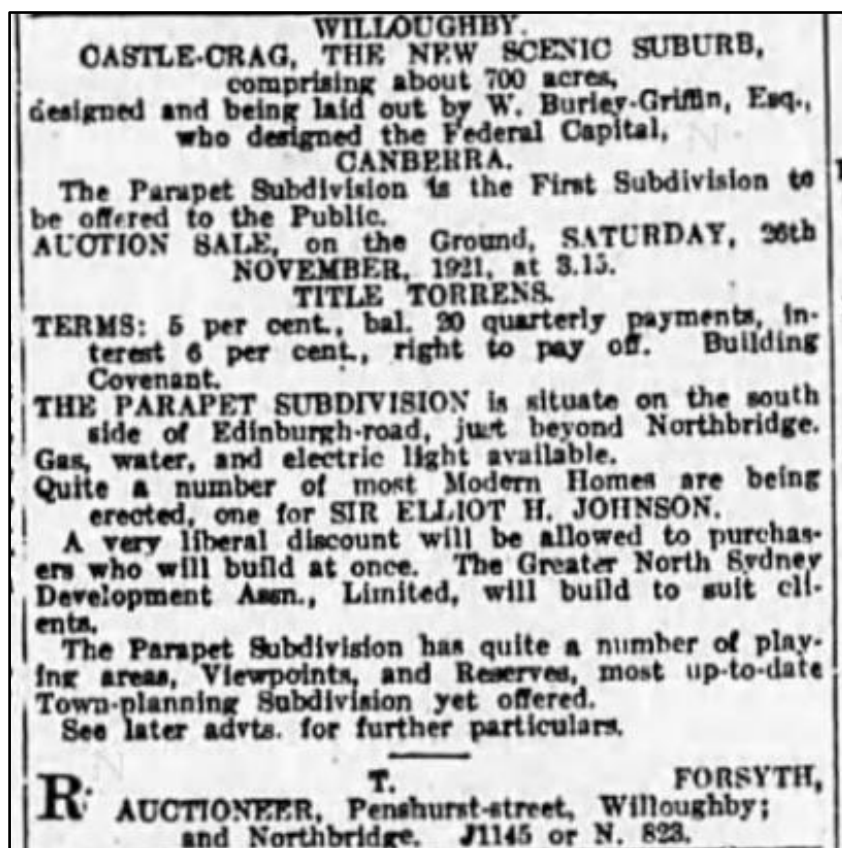 WILLOUGHBY.
CASTLE-CRAG, THE NEW SCENIC SUBURB,
comprising about 700 acres,
designed and being laid out by W. Burley-Griffin, Esq.,
who designed the Federal Capital,
CANBERRA.
The Parapet Subdivision is the First Subdivision to
be offered to the Public.
AUCTION SALE, on the Ground, SATURDAY, 26th
NOVEMBER, 1921, at 3.15.
TITLE TORRENS.
TERMS: 5 per cent., bal. 20 quarterly payments, in-
terest 6 per cent., right to pay off. Building
Covenant.
THE PARAPET SUBDIVISION is situate on the south
side of Edinburgh-road, just beyond Northbridge.
Gas, water, and electric light available.
Quite a number of most Modern Homes are being
erected, one for SIR ELLIOT H. JOHNSON.
A very liberal discount will be allowed to purchas-
ers who will build at once. The Greater North Sydney
Development Assn., Limited, will build to suit cli-
ents.
The Parapet Subdivision has quite a number of play-
ing areas, Viewpoints, and Reserves, most up-to-date
Town-planning Subdivision yet offered.
See later advts. for further particulars.
R. T. FORSYTH,
AUCTIONEER, Penshurst-street, Willoughby;
and Northbridge. J1145 or N. 823.